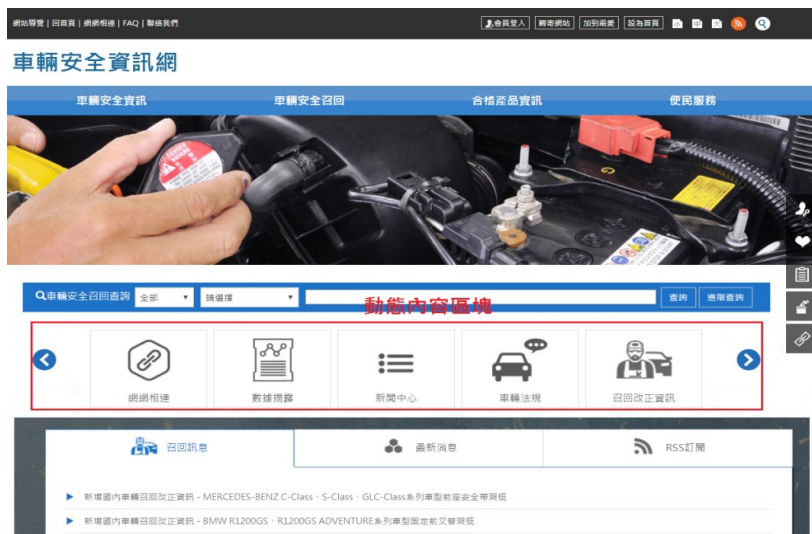 網站導覽 | 回首頁 | 網網相連 | FAQ | 聯絡我們
會員登入 轉寄網站 加到最愛 設為首頁 小 中 大
車輛安全資訊網
車輛安全資訊 車輛安全召回 合格產品資訊 便民服務
車輛安全召回查詢 全部 請選擇 查詢 進階查詢
動態內容區塊
網網相連 數據揭露 新聞中心 車輛法規 召回改正資訊
召回訊息 最新消息 RSS訂閱
新增國內車輛召回改正資訊 - MERCEDES-BENZ C-Class、S-Class、GLC-Class系列車型前座安全帶瑕疵
新增國內車輛召回改正資訊 - BMW R1200GS、R1200GS ADVENTURE系列車型固定前叉管瑕疵